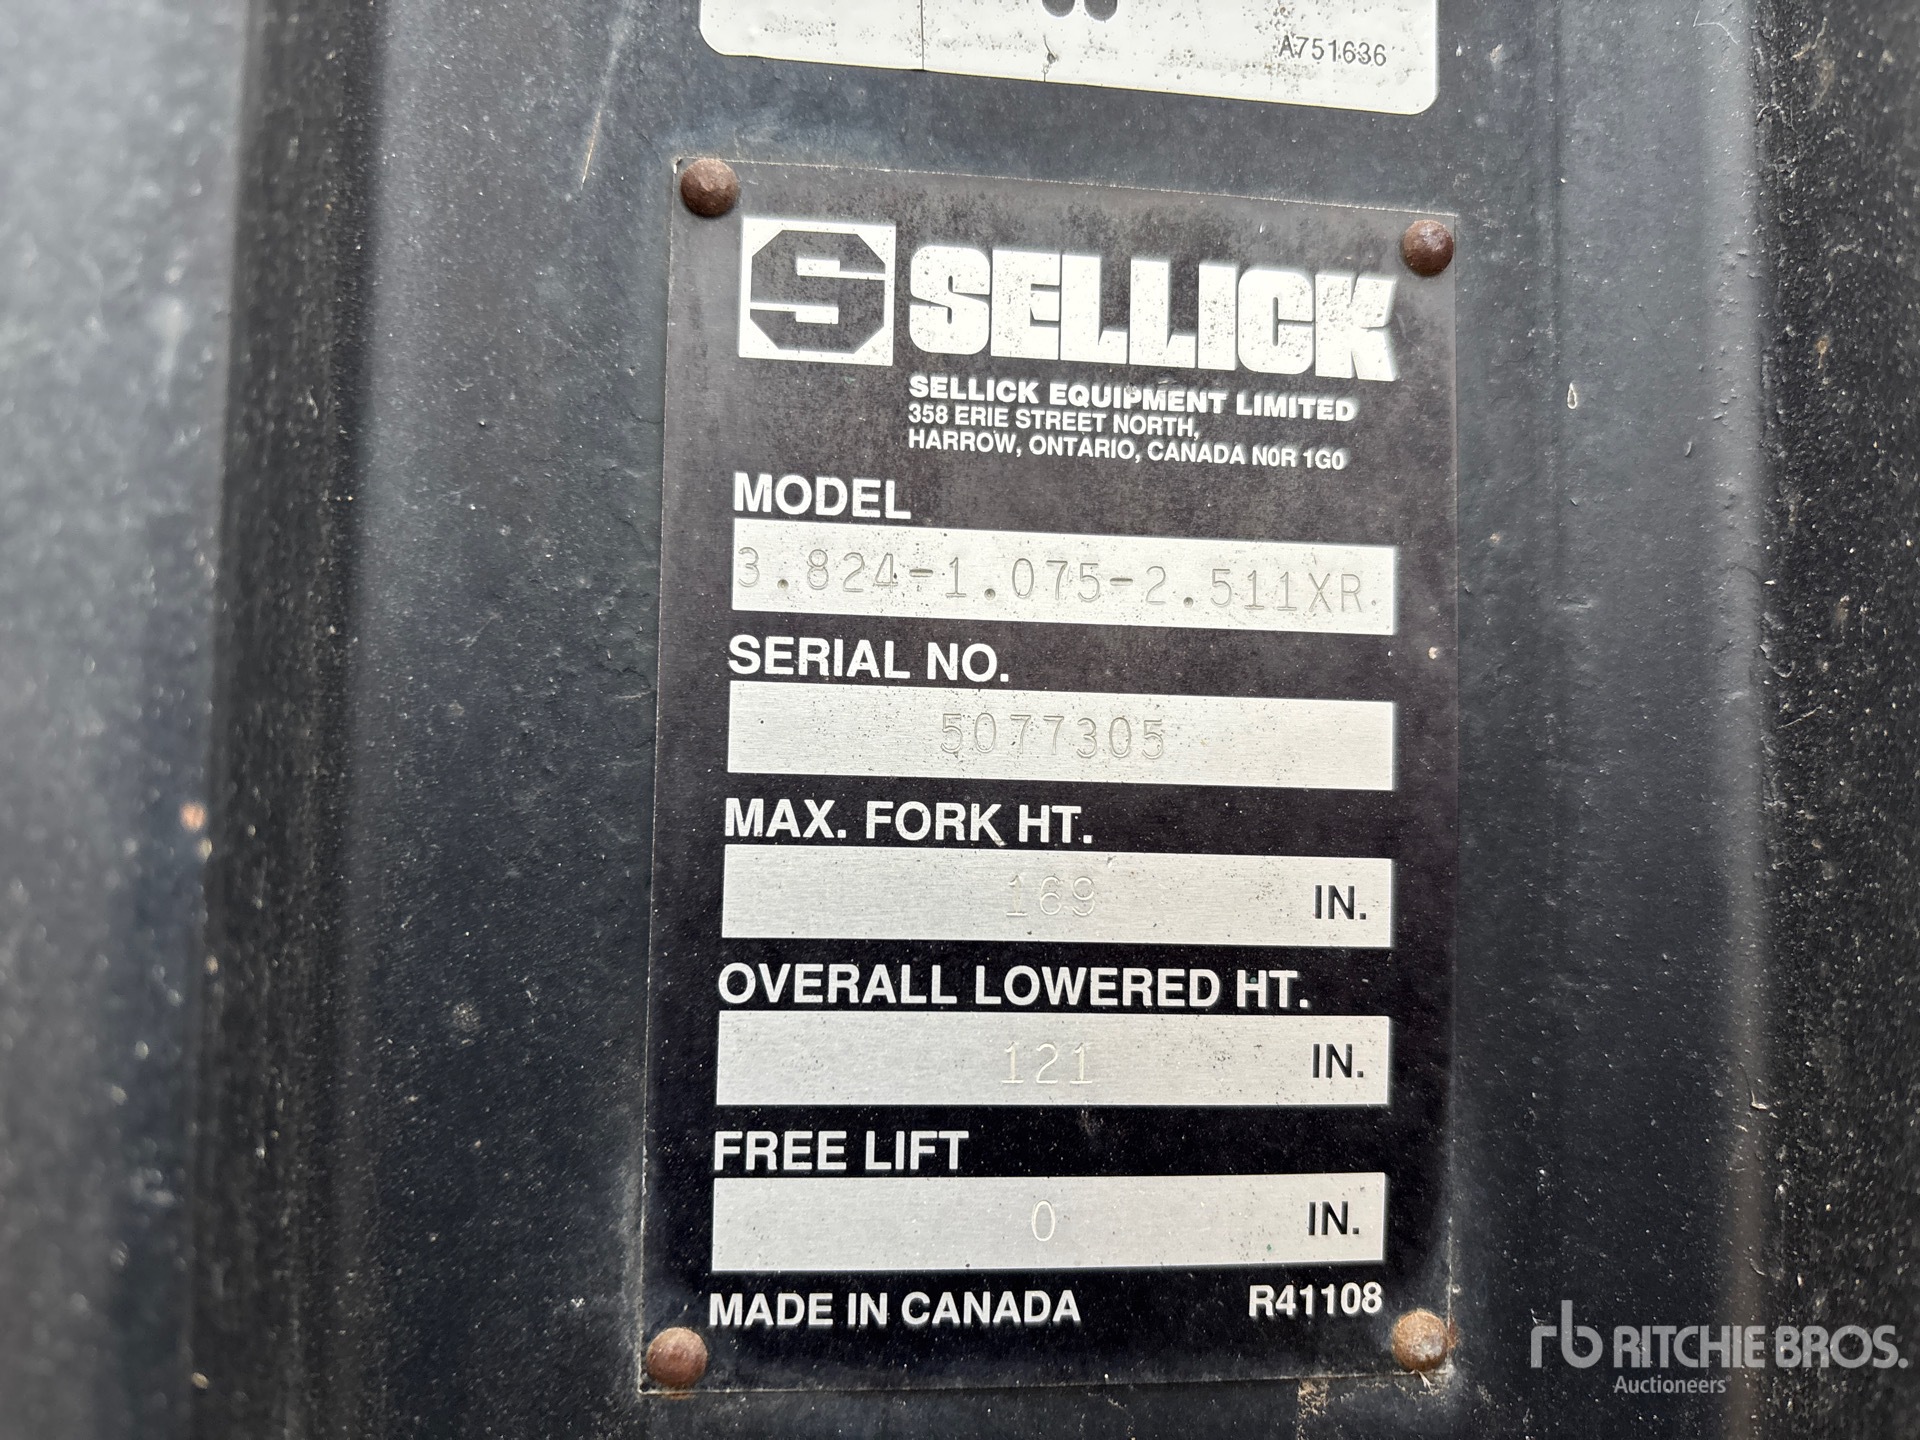 A751636
S SELLICK
SELLICK EQUIPMENT LIMITED
358 ERIE STREET NORTH,
HARROW, ONTARIO, CANADA N0R 1G0
MODEL
3.824-1.075-2.511XR
SERIAL NO.
5077305
MAX. FORK HT.
169 IN.
OVERALL LOWERED HT.
121 IN.
FREE LIFT
0 IN.
MADE IN CANADA R41108
rb RITCHIE BROS.
Auctioneers